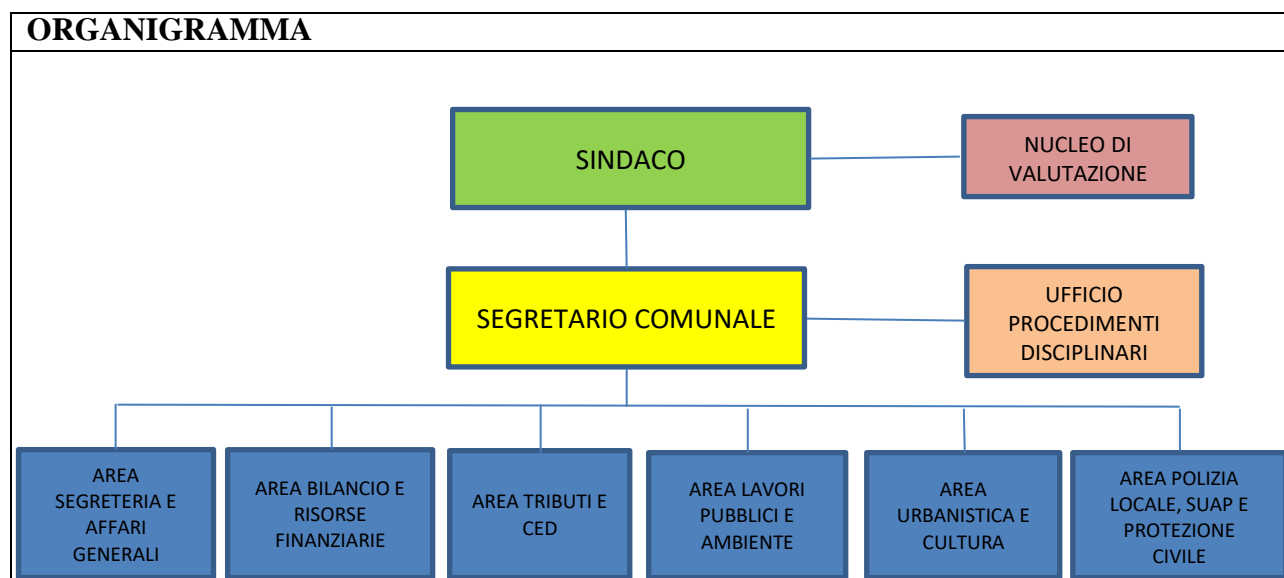 ORGANIGRAMMA
SINDACO
NUCLEO DI
VALUTAZIONE
SEGRETARIO COMUNALE
UFFICIO
PROCEDIMENTI
DISCIPLINARI
AREA
SEGRETERIA E
AFFARI
GENERALI
AREA BILANCIO E
RISORSE
FINANZIARIE
AREA TRIBUTI E
CED
AREA LAVORI
PUBBLICI E
AMBIENTE
AREA
URBANISTICA E
CULTURA
AREA POLIZIA
LOCALE, SUAP E
PROTEZIONE
CIVILE